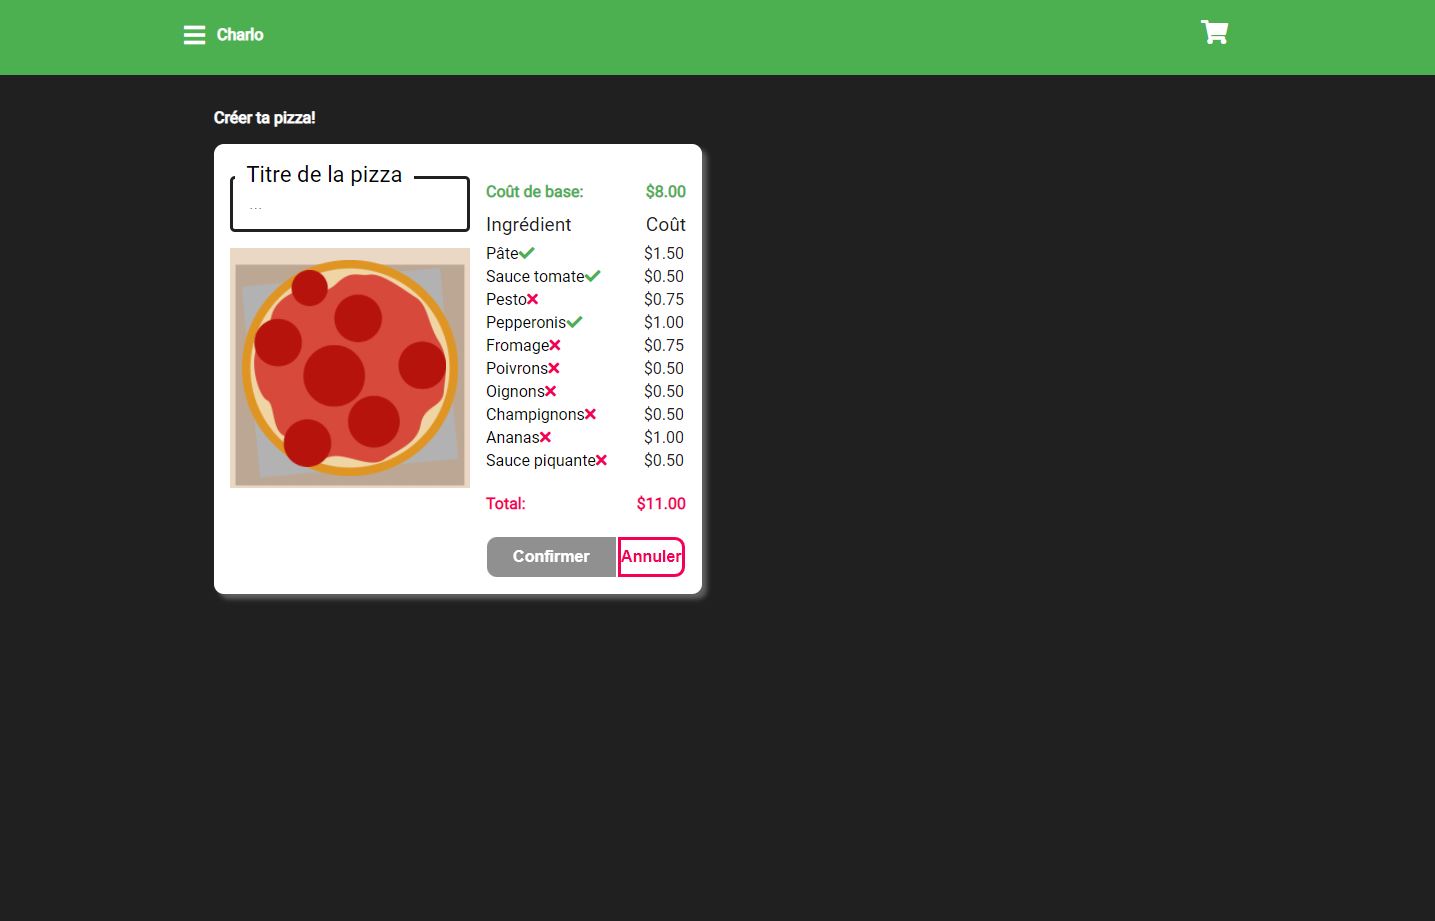 Charlo
Créer ta pizza!
Titre de la pizza
...
Coût de base: $8.00
Ingrédient Coût
Pâte $1.50
Sauce tomate $0.50
Pesto $0.75
Pepperonis $1.00
Fromage $0.75
Poivrons $0.50
Oignons $0.50
Champignons $0.50
Ananas $1.00
Sauce piquante $0.50
Total: $11.00
Confirmer Annuler